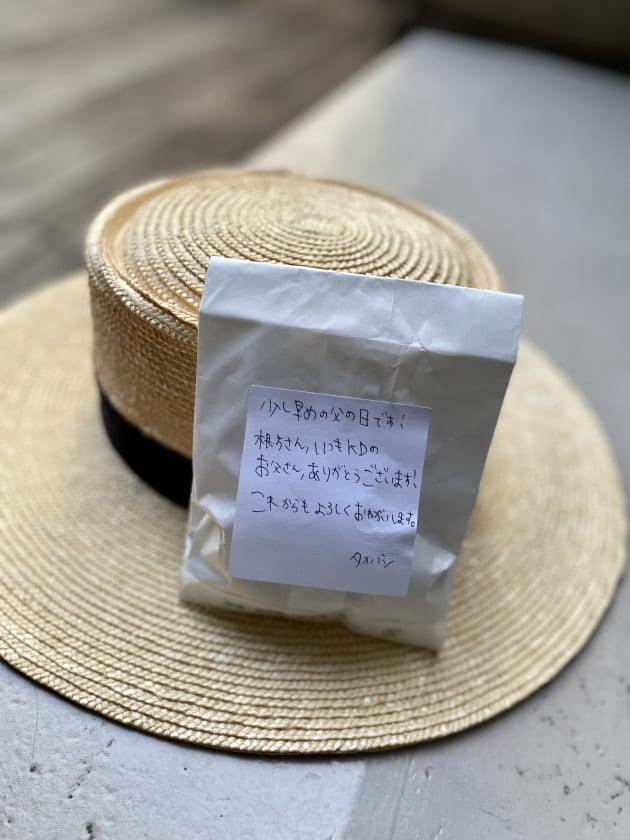 少し早めの父の日です!
根方さん,いつもKDの
お父さん,ありがとうございます!
これからもよろしくおねがいします。
タオパン